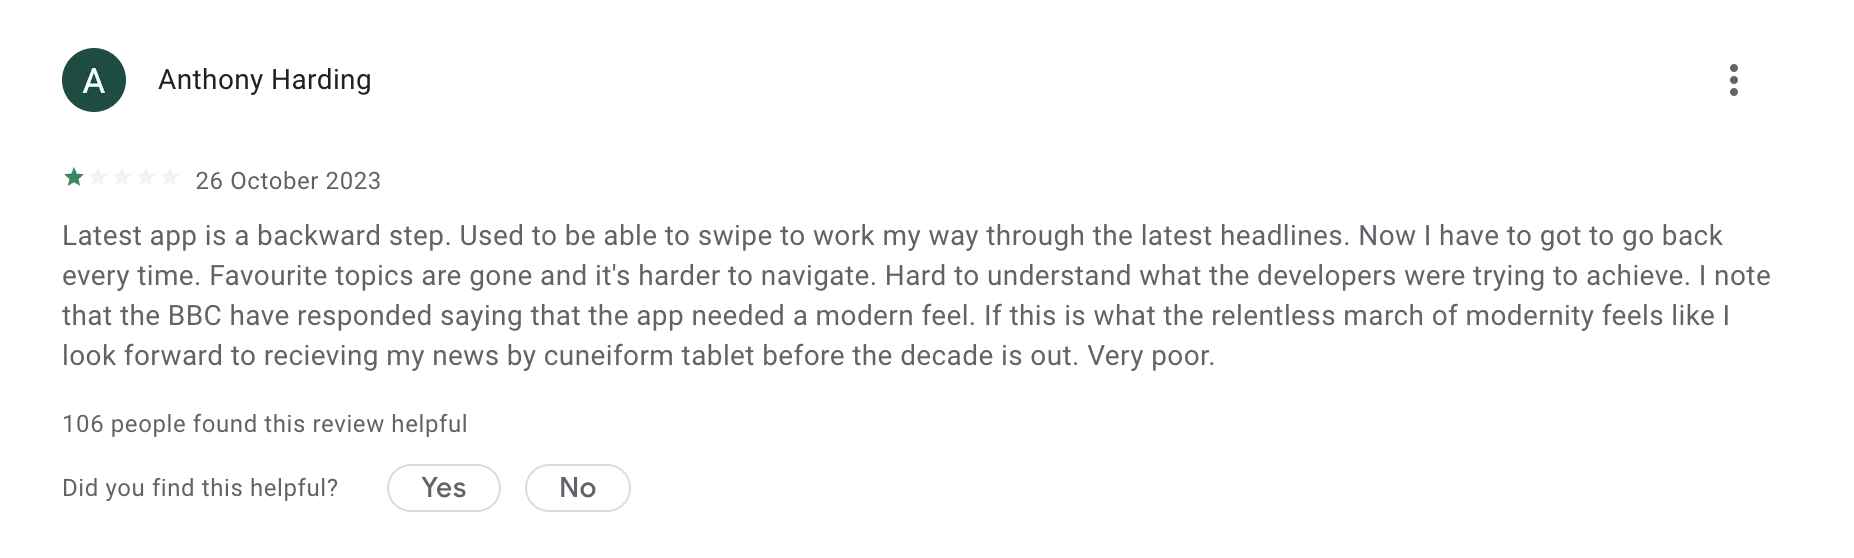 A
Anthony Harding
26 October 2023
Latest app is a backward step. Used to be able to swipe to work my way through the latest headlines. Now I have to got to go back
every time. Favourite topics are gone and it's harder to navigate. Hard to understand what the developers were trying to achieve. I note
that the BBC have responded saying that the app needed a modern feel. If this is what the relentless march of modernity feels like I
look forward to recieving my news by cuneiform tablet before the decade is out. Very poor.
106 people found this review helpful
Did you find this helpful?
Yes
No